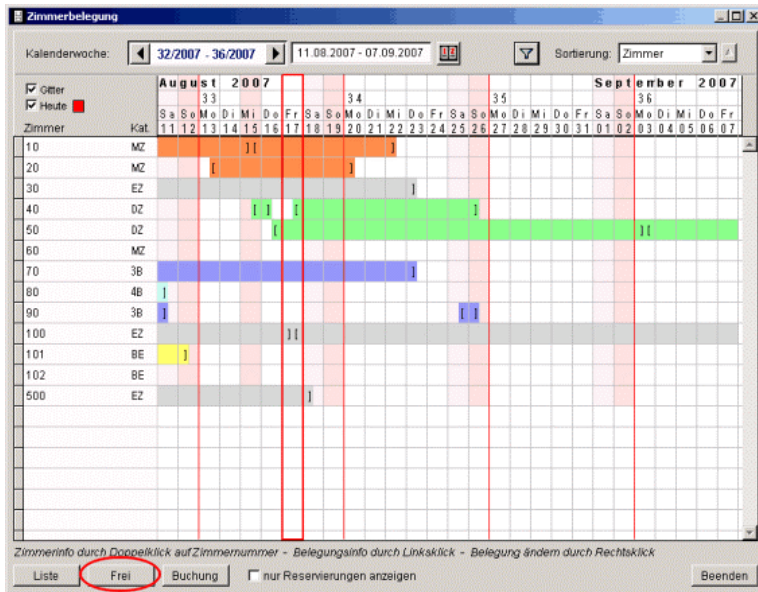 Zimmerbelegung
Kalenderwoche: 32/2007 - 36/2007 11.08.2007 - 07.09.2007 Sortierung: Zimmer
Gitter
Heute
Zimmer Kat.
August 2007 September 2007
33 34 35 36
Sa So Mo Di Mi Do Fr Sa So Mo Di Mi Do Fr Sa So Mo Di Mi Do Fr Sa So Mo Di Mi Do Fr
11 12 13 14 15 16 17 18 19 20 21 22 23 24 25 26 27 28 29 30 31 01 02 03 04 05 06 07
10 MZ ] [ ]
20 MZ [ ]
30 EZ ]
40 DZ [ ] [ ]
50 DZ [ ] [
60 MZ
70 3B ]
80 4B ]
90 3B ] [ ]
100 EZ ] [
101 BE ]
102 BE
500 EZ ]
Zimmerinfo durch Doppelklick auf Zimmernummer - Belegungsinfo durch Linksklick - Belegung ändern durch Rechtsklick
Liste Frei Buchung nur Reservierungen anzeigen Beenden